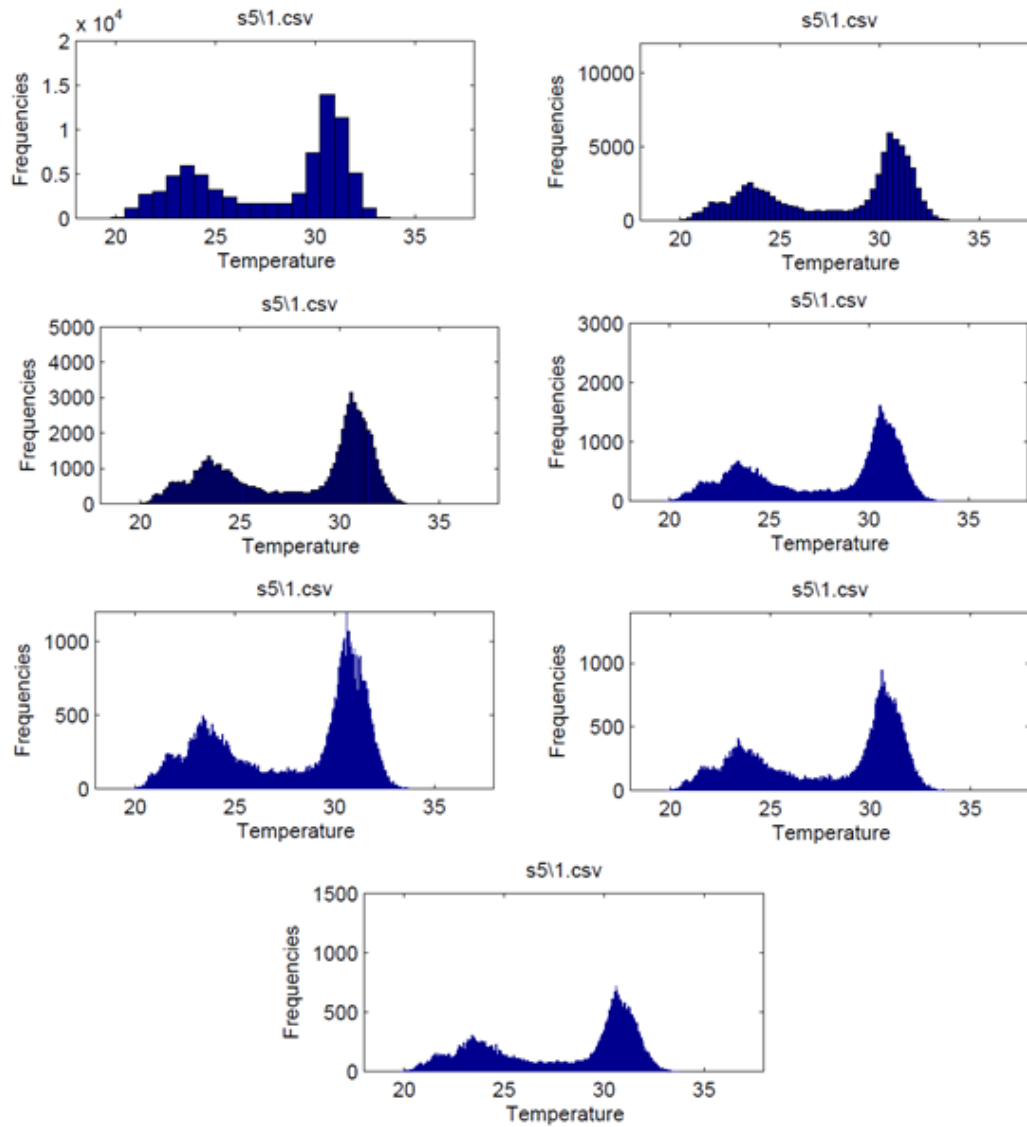 x 10⁴
s5\1.csv
2
1.5
1
0.5
0
Frequencies
20 25 30 35
Temperature
s5\1.csv
10000
5000
0
Frequencies
20 25 30 35
Temperature
s5\1.csv
5000
4000
3000
2000
1000
0
Frequencies
20 25 30 35
Temperature
s5\1.csv
3000
2000
1000
0
Frequencies
20 25 30 35
Temperature
s5\1.csv
1000
500
0
Frequencies
20 25 30 35
Temperature
s5\1.csv
1000
500
0
Frequencies
20 25 30 35
Temperature
s5\1.csv
1500
1000
500
0
Frequencies
20 25 30 35
Temperature